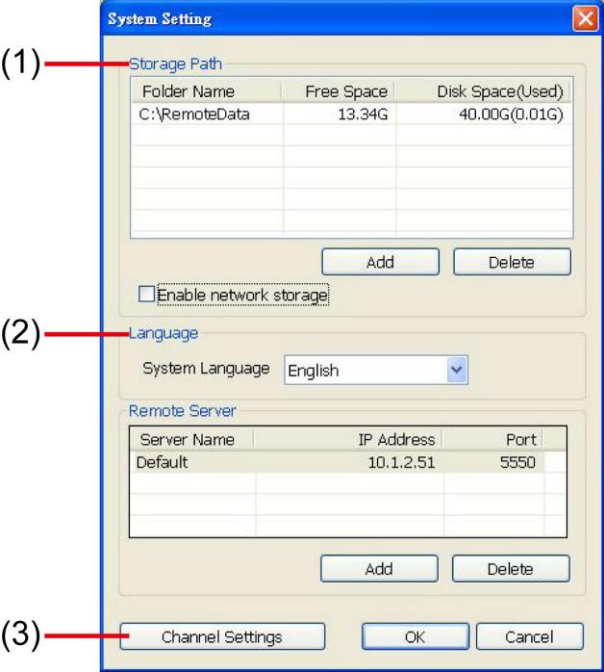 System Setting
(1)
Storage Path
Folder Name Free Space Disk Space(Used)
C:\RemoteData 13.34G 40.00G(0.01G)
Add Delete
Enable network storage
(2)
Language
System Language English
Remote Server
Server Name IP Address Port
Default 10.1.2.51 5550
Add Delete
(3)
Channel Settings OK Cancel